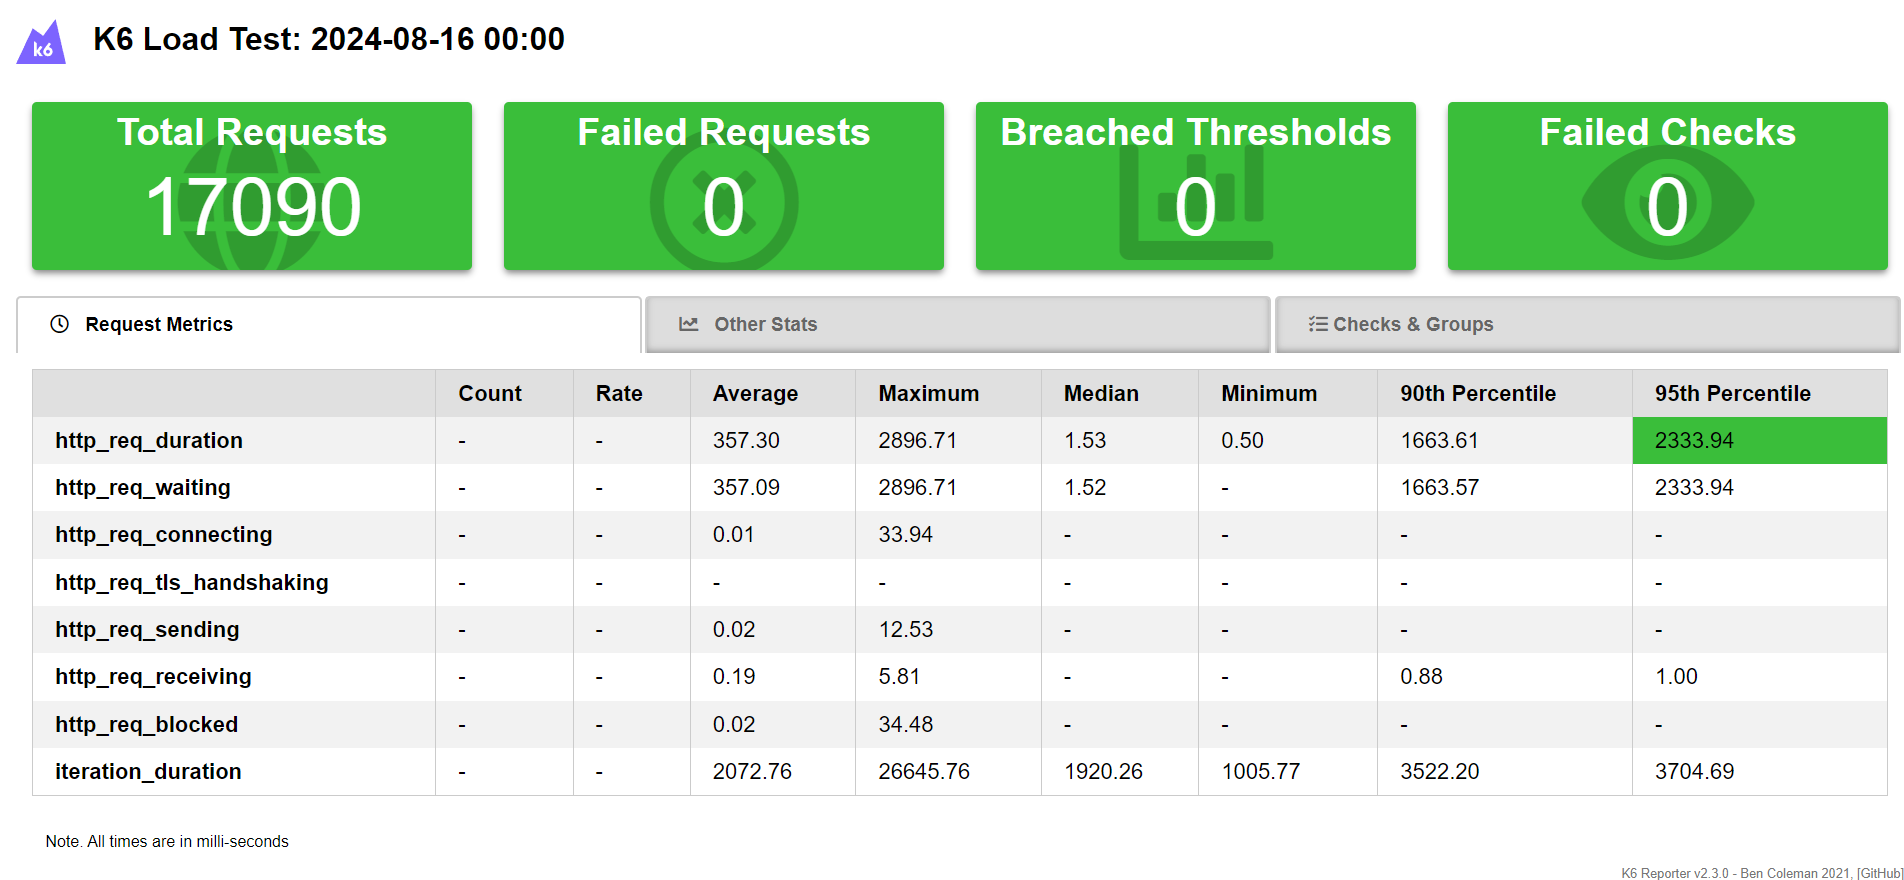 k6 K6 Load Test: 2024-08-16 00:00
Total Requests Failed Requests Breached Thresholds Failed Checks
17090 0 0 0
Request Metrics Other Stats Checks & Groups
Count Rate Average Maximum Median Minimum 90th Percentile 95th Percentile
http_req_duration - - 357.30 2896.71 1.53 0.50 1663.61 2333.94
http_req_waiting - - 357.09 2896.71 1.52 - 1663.57 2333.94
http_req_connecting - - 0.01 33.94 - - - -
http_req_tls_handshaking - - - - - - - -
http_req_sending - - 0.02 12.53 - - - -
http_req_receiving - - 0.19 5.81 - - 0.88 1.00
http_req_blocked - - 0.02 34.48 - - - -
iteration_duration - - 2072.76 26645.76 1920.26 1005.77 3522.20 3704.69
Note. All times are in milli-seconds
K6 Reporter v2.3.0 - Ben Coleman 2021, [GitHub]